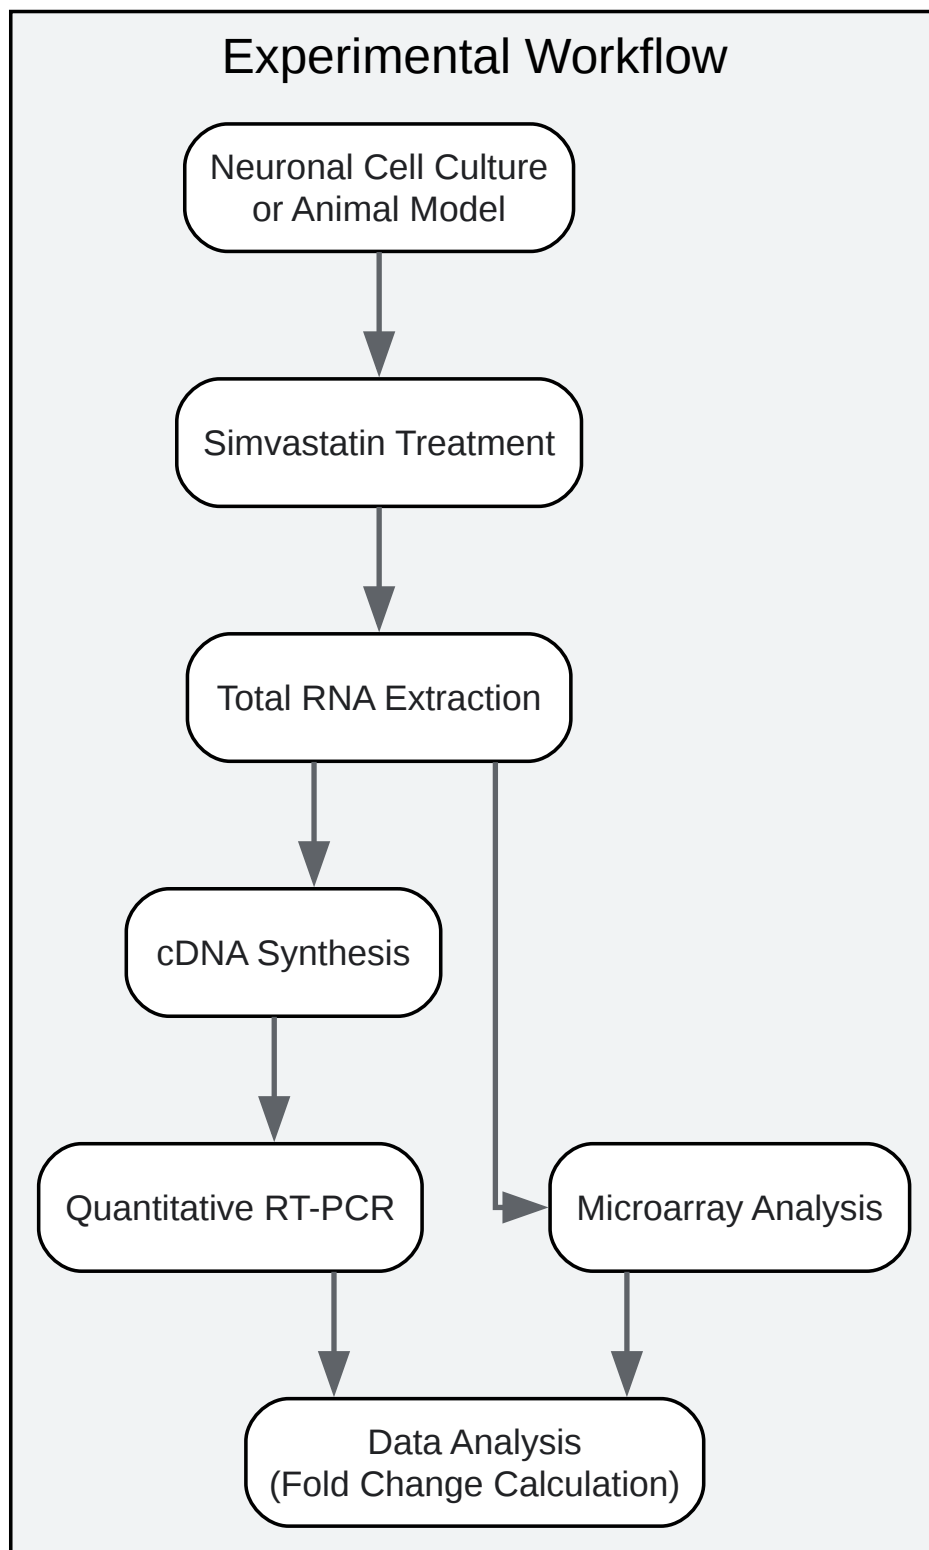 Experimental Workflow
Neuronal Cell Culture
or Animal Model
Simvastatin Treatment
Total RNA Extraction
cDNA Synthesis
Quantitative RT-PCR
Microarray Analysis
Data Analysis
(Fold Change Calculation)